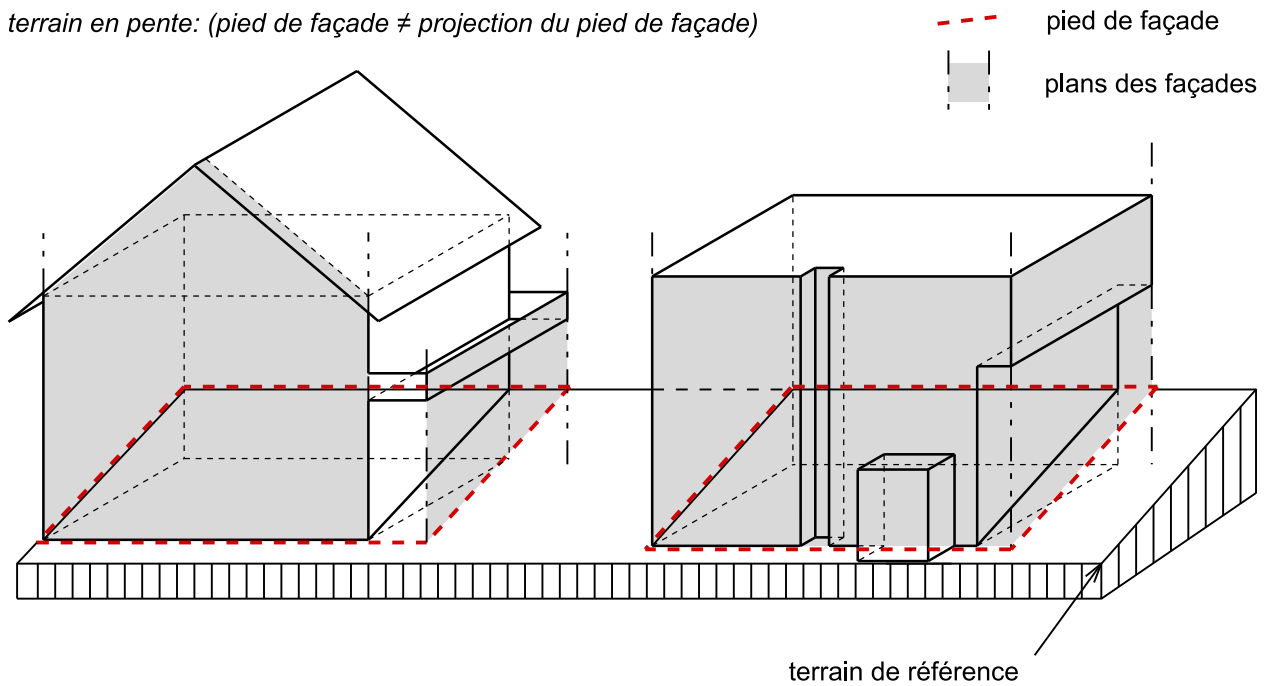 terrain en pente: (pied de façade ≠ projection du pied de façade)
pied de façade
plans des façades
terrain de référence